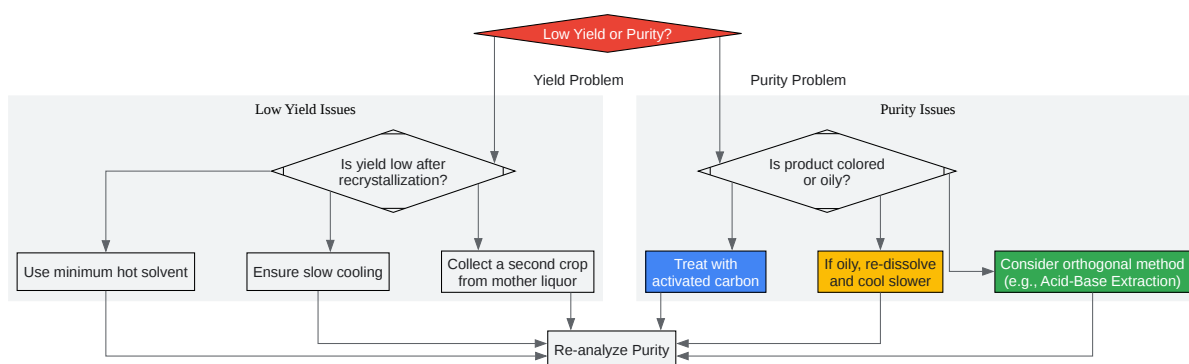 Low Yield or Purity?
Yield Problem
Purity Problem
Low Yield Issues
Purity Issues
Is yield low after
recrystallization?
Is product colored
or oily?
Use minimum hot solvent
Ensure slow cooling
Collect a second crop
from mother liquor
Treat with
activated carbon
If oily, re-dissolve
and cool slower
Consider orthogonal method
(e.g., Acid-Base Extraction)
Re-analyze Purity